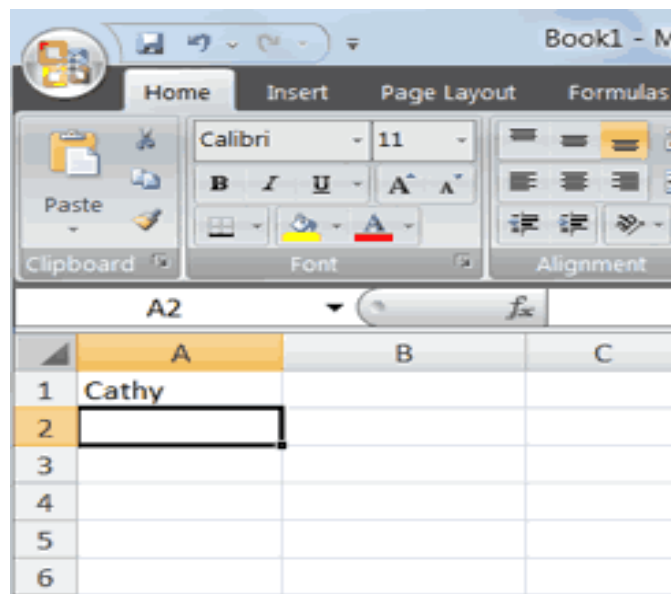 Book1 - M
Home Insert Page Layout Formulas
Calibri 11
B I U A A
Paste
A
Clipboard Font Alignment
A2 fx
A B C
1 Cathy
2
3
4
5
6